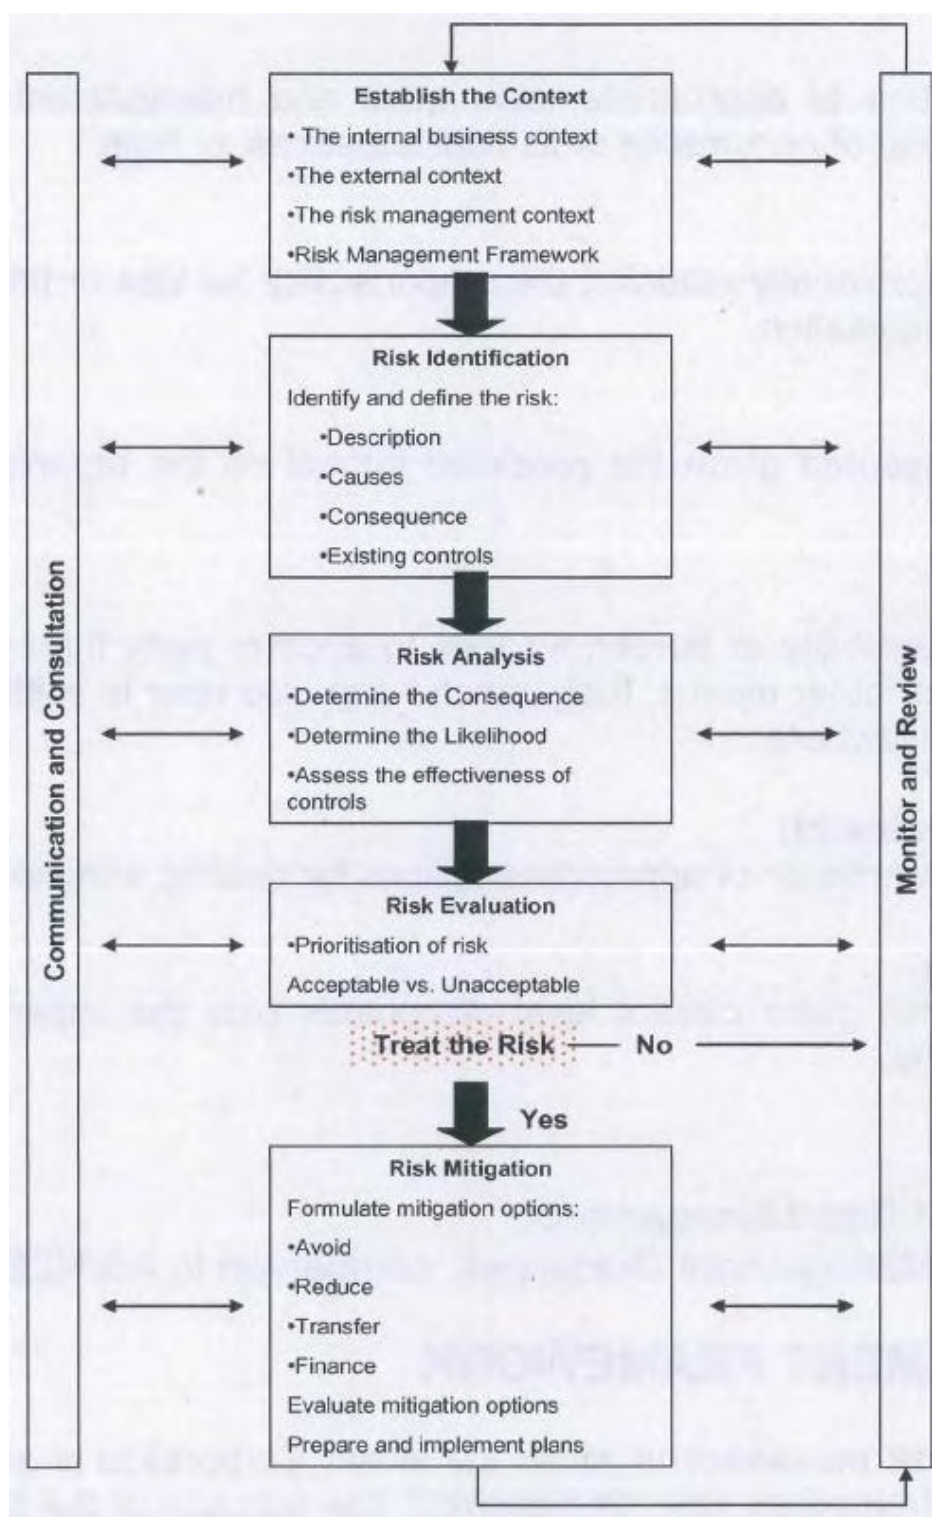 Establish the Context
• The internal business context
•The external context
•The risk management context
•Risk Management Framework
Risk Identification
Identify and define the risk:
•Description
•Causes
•Consequence
•Existing controls
Risk Analysis
•Determine the Consequence
•Determine the Likelihood
•Assess the effectiveness of
controls
Risk Evaluation
•Prioritisation of risk
Acceptable vs. Unacceptable
Treat the Risk No
Yes
Risk Mitigation
Formulate mitigation options:
•Avoid
•Reduce
•Transfer
•Finance
Evaluate mitigation options
Prepare and implement plans
Communication and Consultation
Monitor and Review